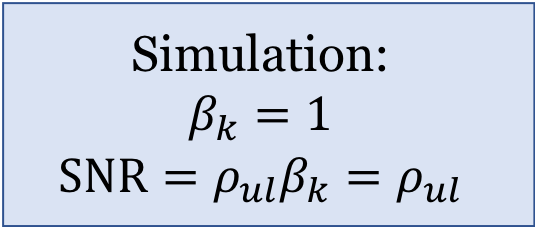 Simulation:
βₖ = 1
SNR = ρᵤₗβₖ = ρᵤₗ